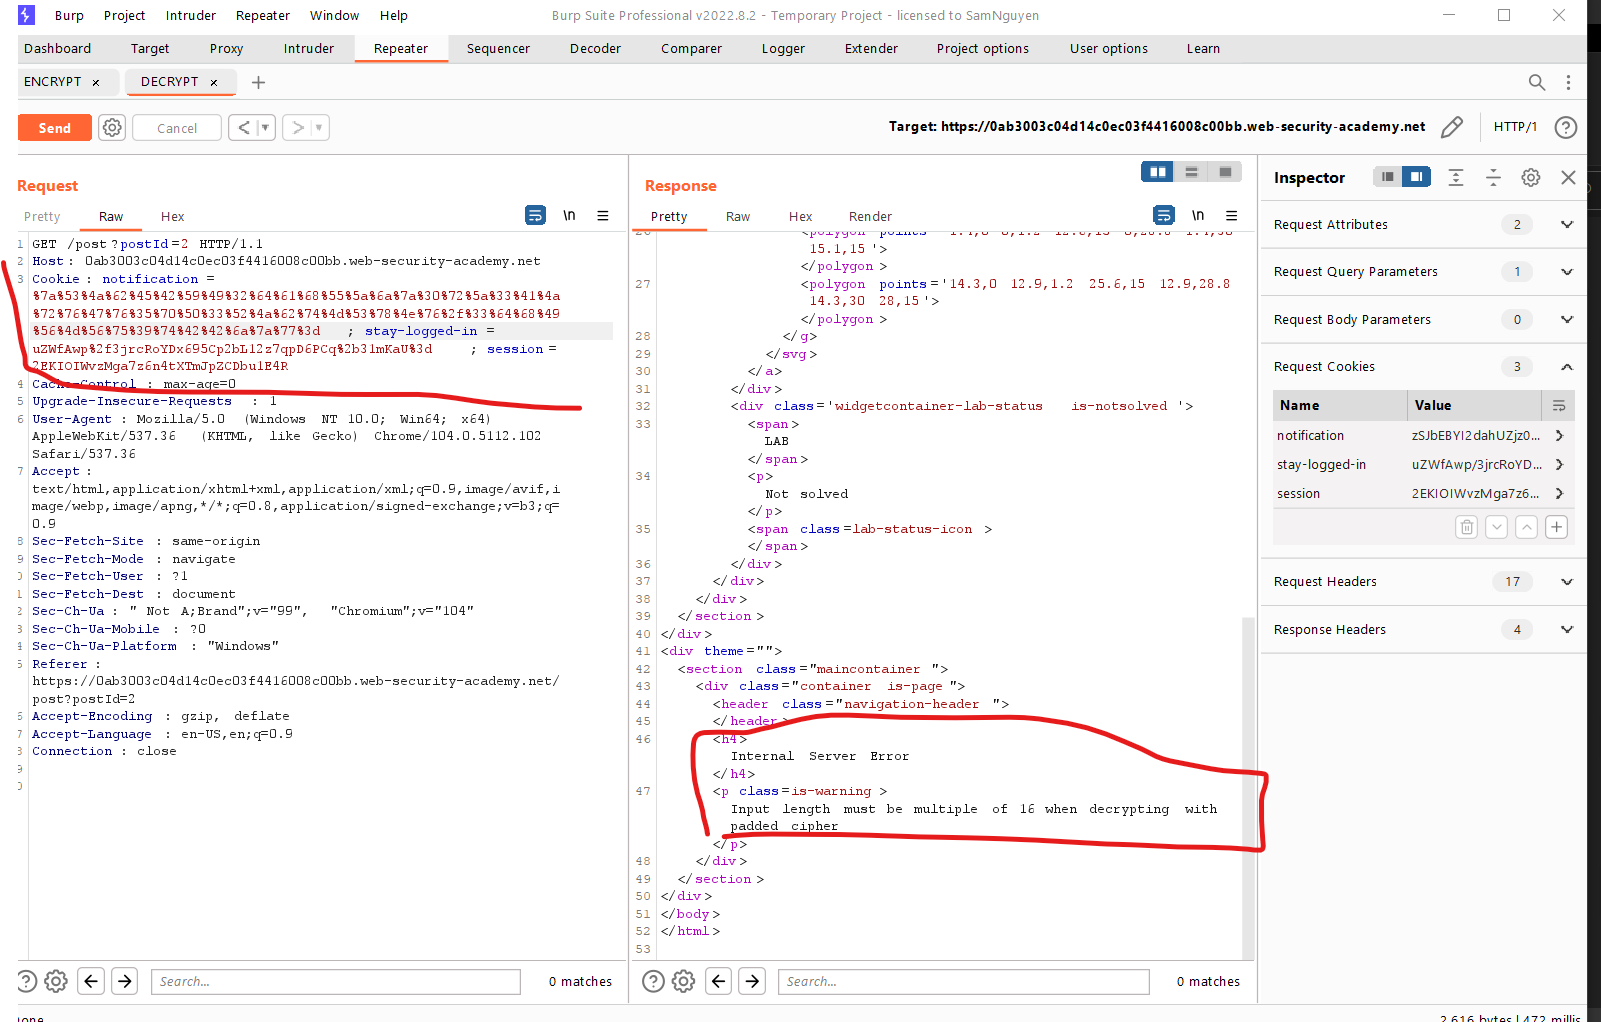 Burp Project Intruder Repeater Window Help Burp Suite Professional v2022.8.2 - Temporary Project - licensed to SamNguyen
Dashboard Target Proxy Intruder Repeater Sequencer Decoder Comparer Logger Extender Project options User options Learn
ENCRYPT × DECRYPT × +
Send Cancel < > Target: https://0ab3003c04d14c0ec03f4416008c00bb.web-security-academy.net HTTP/1
Request
Pretty Raw Hex \n
1 GET /post?postId=2 HTTP/1.1
2 Host: 0ab3003c04d14c0ec03f4416008c00bb.web-security-academy.net
3 Cookie: notification=
%7a%53%4a%62%45%42%59%49%32%64%61%68%55%5a%6a%7a%30%72%5a%33%41%4a
%72%76%47%76%35%70%50%33%52%4a%62%74%4d%53%78%4e%76%2f%33%64%68%49
%56%4d%56%75%39%74%42%42%6a%7a%77%3d ; stay-logged-in=
uZWfAwp%2f3jrcRoYDx695Cp2bL12z7qpD6PCq%2b31mKaU%3d ; session=
2EKIOIWvzMga7z6n4tXTmJpZCDbu1E4R
4 Cache-Control: max-age=0
5 Upgrade-Insecure-Requests: 1
6 User-Agent: Mozilla/5.0 (Windows NT 10.0; Win64; x64)
AppleWebKit/537.36 (KHTML, like Gecko) Chrome/104.0.5112.102
Safari/537.36
7 Accept:
text/html,application/xhtml+xml,application/xml;q=0.9,image/avif,i
mage/webp,image/apng,*/*;q=0.8,application/signed-exchange;v=b3;q=
0.9
8 Sec-Fetch-Site: same-origin
9 Sec-Fetch-Mode: navigate
0 Sec-Fetch-User: ?1
1 Sec-Fetch-Dest: document
2 Sec-Ch-Ua: " Not A;Brand";v="99", "Chromium";v="104"
3 Sec-Ch-Ua-Mobile: ?0
4 Sec-Ch-Ua-Platform: "Windows"
5 Referer:
https://0ab3003c04d14c0ec03f4416008c00bb.web-security-academy.net/
post?postId=2
6 Accept-Encoding: gzip, deflate
7 Accept-Language: en-US,en;q=0.9
8 Connection: close
9
0
Search... 0 matches
Response
Pretty Raw Hex Render \n
15.1,15'>
</polygon>
27 <polygon points='14.3,0 12.9,1.2 25.6,15 12.9,28.8
14.3,30 28,15'>
</polygon>
28 </g>
29 </svg>
30 </a>
31 </div>
32 <div class='widgetcontainer-lab-status is-notsolved'>
33 <span>
LAB
</span>
34 <p>
Not solved
</p>
35 <span class=lab-status-icon>
</span>
36 </div>
37 </div>
38 </div>
39 </section>
40 </div>
41 <div theme="">
42 <section class="maincontainer">
43 <div class="container is-page">
44 <header class="navigation-header">
45 </header>
46 <h4>
Internal Server Error
</h4>
47 <p class=is-warning>
Input length must be multiple of 16 when decrypting with
padded cipher
</p>
48 </div>
49 </section>
50 </div>
51 </body>
52 </html>
53
Search... 0 matches
Inspector
Request Attributes 2
Request Query Parameters 1
Request Body Parameters 0
Request Cookies 3
Name Value
notification zSJbEBYI2dahUZjz0...
stay-logged-in uZWfAwp/3jrcRoYD...
session 2EKIOIWvzMga7z6...
Request Headers 17
Response Headers 4
2,616 bytes | 472 millis